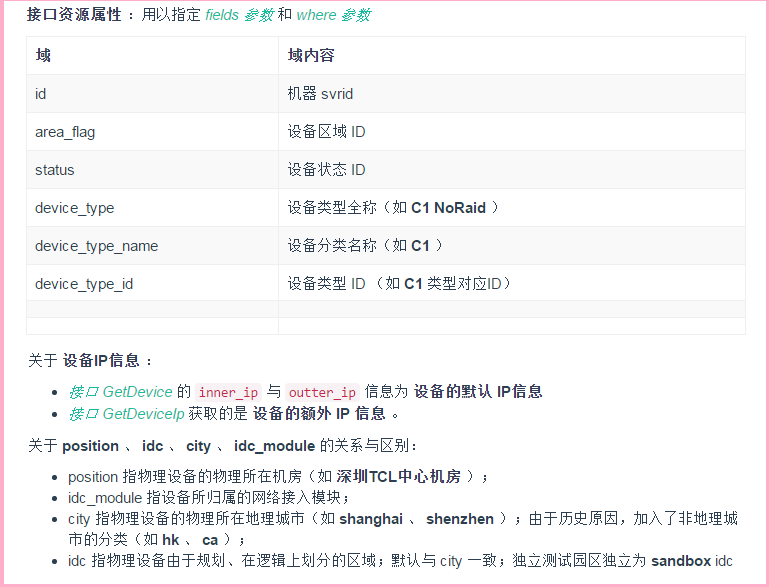 接口资源属性 ：用以指定 fields 参数 和 where 参数
域 域内容
id 机器 svrid
area_flag 设备区域 ID
status 设备状态 ID
device_type 设备类型全称（如 C1 NoRaid ）
device_type_name 设备分类名称（如 C1 ）
device_type_id 设备类型 ID （如 C1 类型对应ID）
关于 设备IP信息 ：
接口 GetDevice 的 inner_ip 与 outter_ip 信息为 设备的默认 IP信息
接口 GetDeviceIp 获取的是 设备的额外 IP 信息 。
关于 position 、 idc 、 city 、 idc_module 的关系与区别：
position 指物理设备的物理所在机房（如 深圳TCL中心机房 ）；
idc_module 指设备所归属的网络接入模块；
city 指物理设备的物理所在地理城市（如 shanghai 、 shenzhen ）；由于历史原因，加入了非地理城
市的分类（如 hk 、 ca ）；
idc 指物理设备由于规划、在逻辑上划分的区域；默认与 city 一致；独立测试园区独立为 sandbox idc